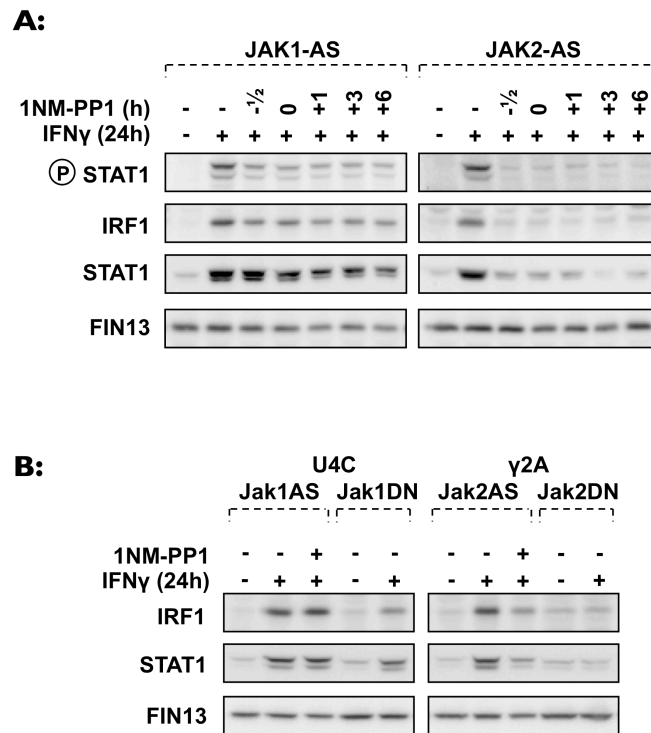 A:
JAK1-AS JAK2-AS
1NM-PP1 (h) - - -½ 0 +1 +3 +6 - - -½ 0 +1 +3 +6
IFNγ (24h) - + + + + + + - + + + + + +
Ⓟ STAT1
IRF1
STAT1
FIN13
B:
U4C γ2A
Jak1AS Jak1DN Jak2AS Jak2DN
1NM-PP1 - - + - - - - + - -
IFNγ (24h) - + + - + - + + - +
IRF1
STAT1
FIN13